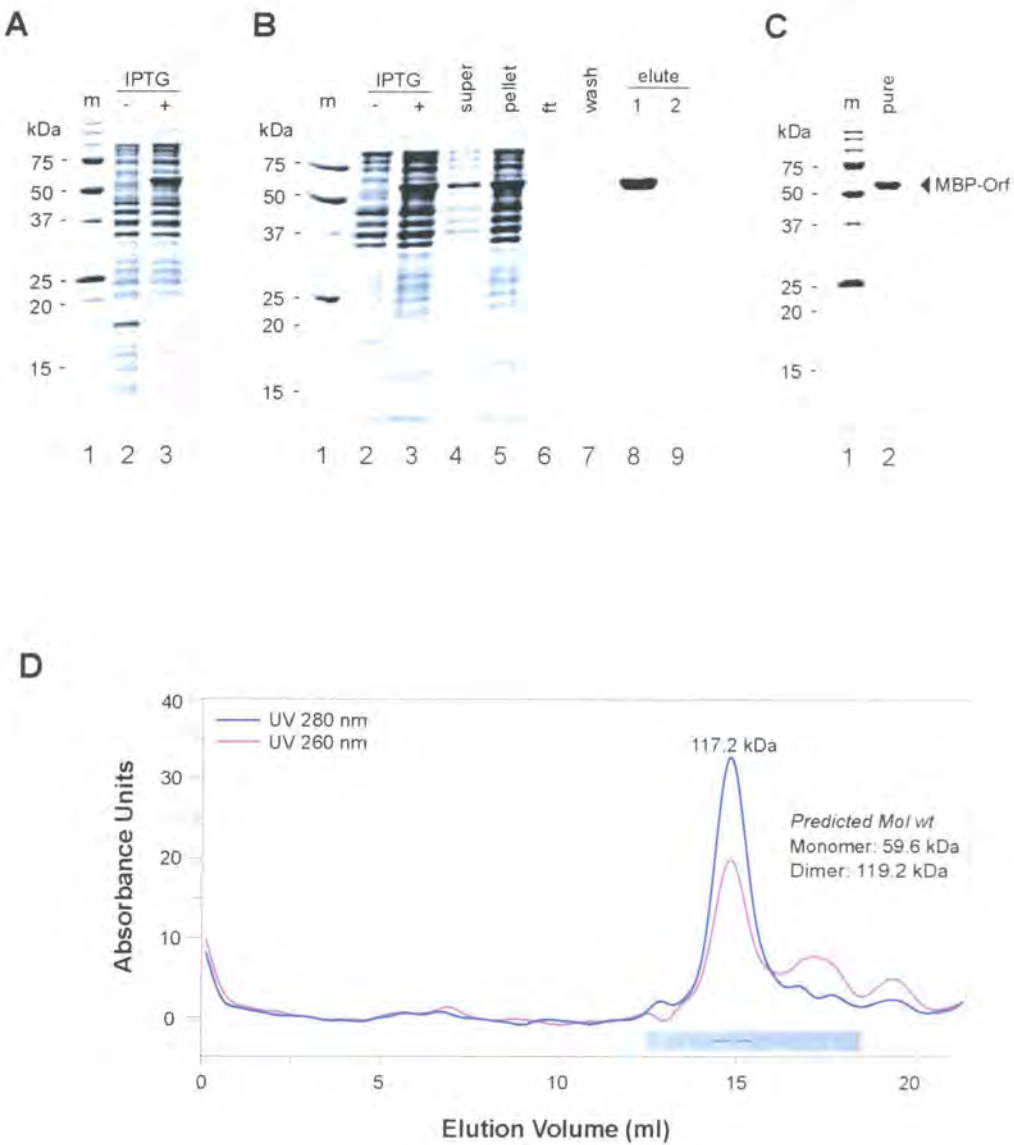 A
IPTG
m - +
kDa
75 -
50 -
37 -
25 -
20 -
15 -
1 2 3
B
IPTG super pellet ft wash elute
m - + 1 2
kDa
75 -
50 -
37 -
25 -
20 -
15 -
1 2 3 4 5 6 7 8 9
C
m pure
kDa
75 -
50 -
37 -
25 -
20 -
15 -
MBP-Orf
1 2
D
Absorbance Units
40
30
20
10
0
UV 280 nm
UV 260 nm
117.2 kDa
Predicted Mol wt
Monomer: 59.6 kDa
Dimer: 119.2 kDa
0 5 10 15 20
Elution Volume (ml)